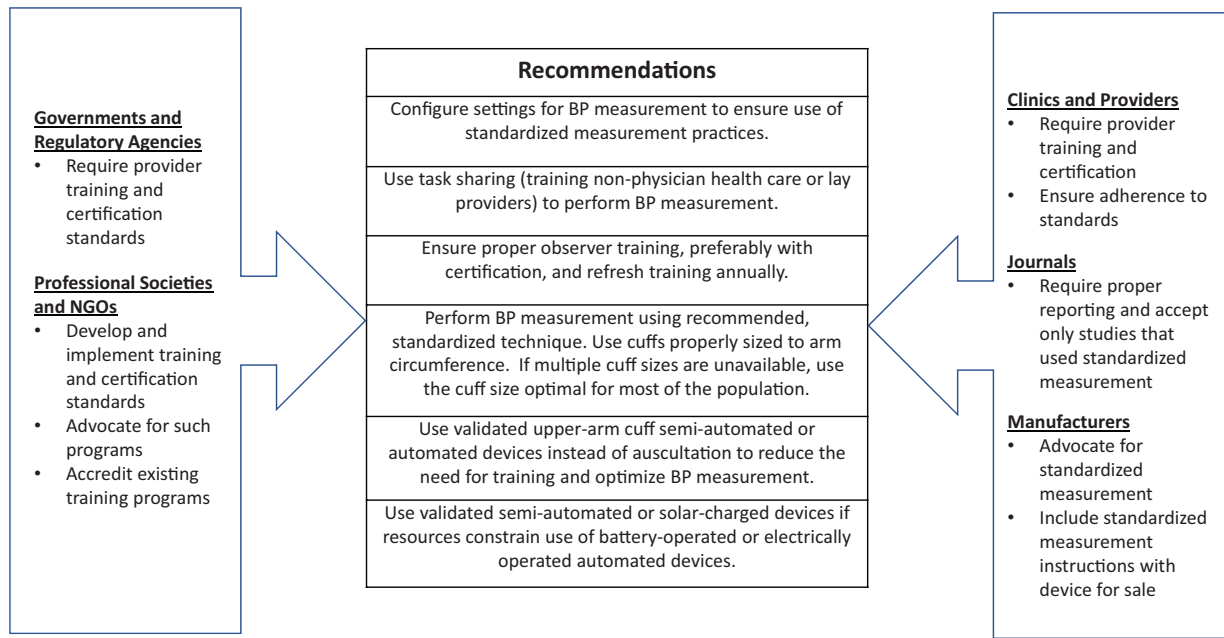 Governments and
Regulatory Agencies
• Require provider
training and
certification
standards
Professional Societies
and NGOs
• Develop and
implement training
and certification
standards
• Advocate for such
programs
• Accredit existing
training programs
Recommendations
Configure settings for BP measurement to ensure use of
standardized measurement practices.
Use task sharing (training non-physician health care or lay
providers) to perform BP measurement.
Ensure proper observer training, preferably with
certification, and refresh training annually.
Perform BP measurement using recommended,
standardized technique. Use cuffs properly sized to arm
circumference. If multiple cuff sizes are unavailable, use
the cuff size optimal for most of the population.
Use validated upper-arm cuff semi-automated or
automated devices instead of auscultation to reduce the
need for training and optimize BP measurement.
Use validated semi-automated or solar-charged devices if
resources constrain use of battery-operated or electrically
operated automated devices.
Clinics and Providers
• Require provider
training and
certification
• Ensure adherence to
standards
Journals
• Require proper
reporting and accept
only studies that
used standardized
measurement
Manufacturers
• Advocate for
standardized
measurement
• Include standardized
measurement
instructions with
device for sale